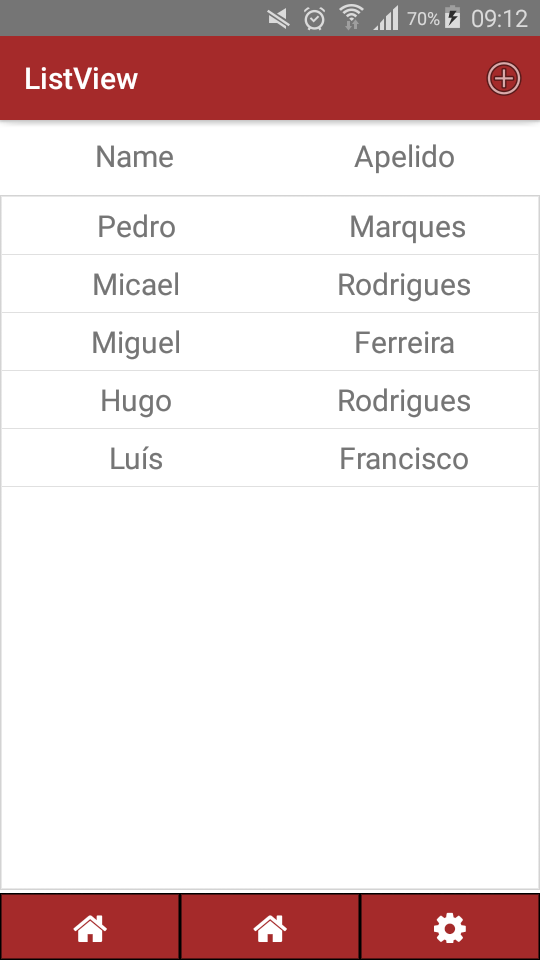 70% 09:12
ListView
Name Apelido
Pedro Marques
Micael Rodrigues
Miguel Ferreira
Hugo Rodrigues
Luís Francisco